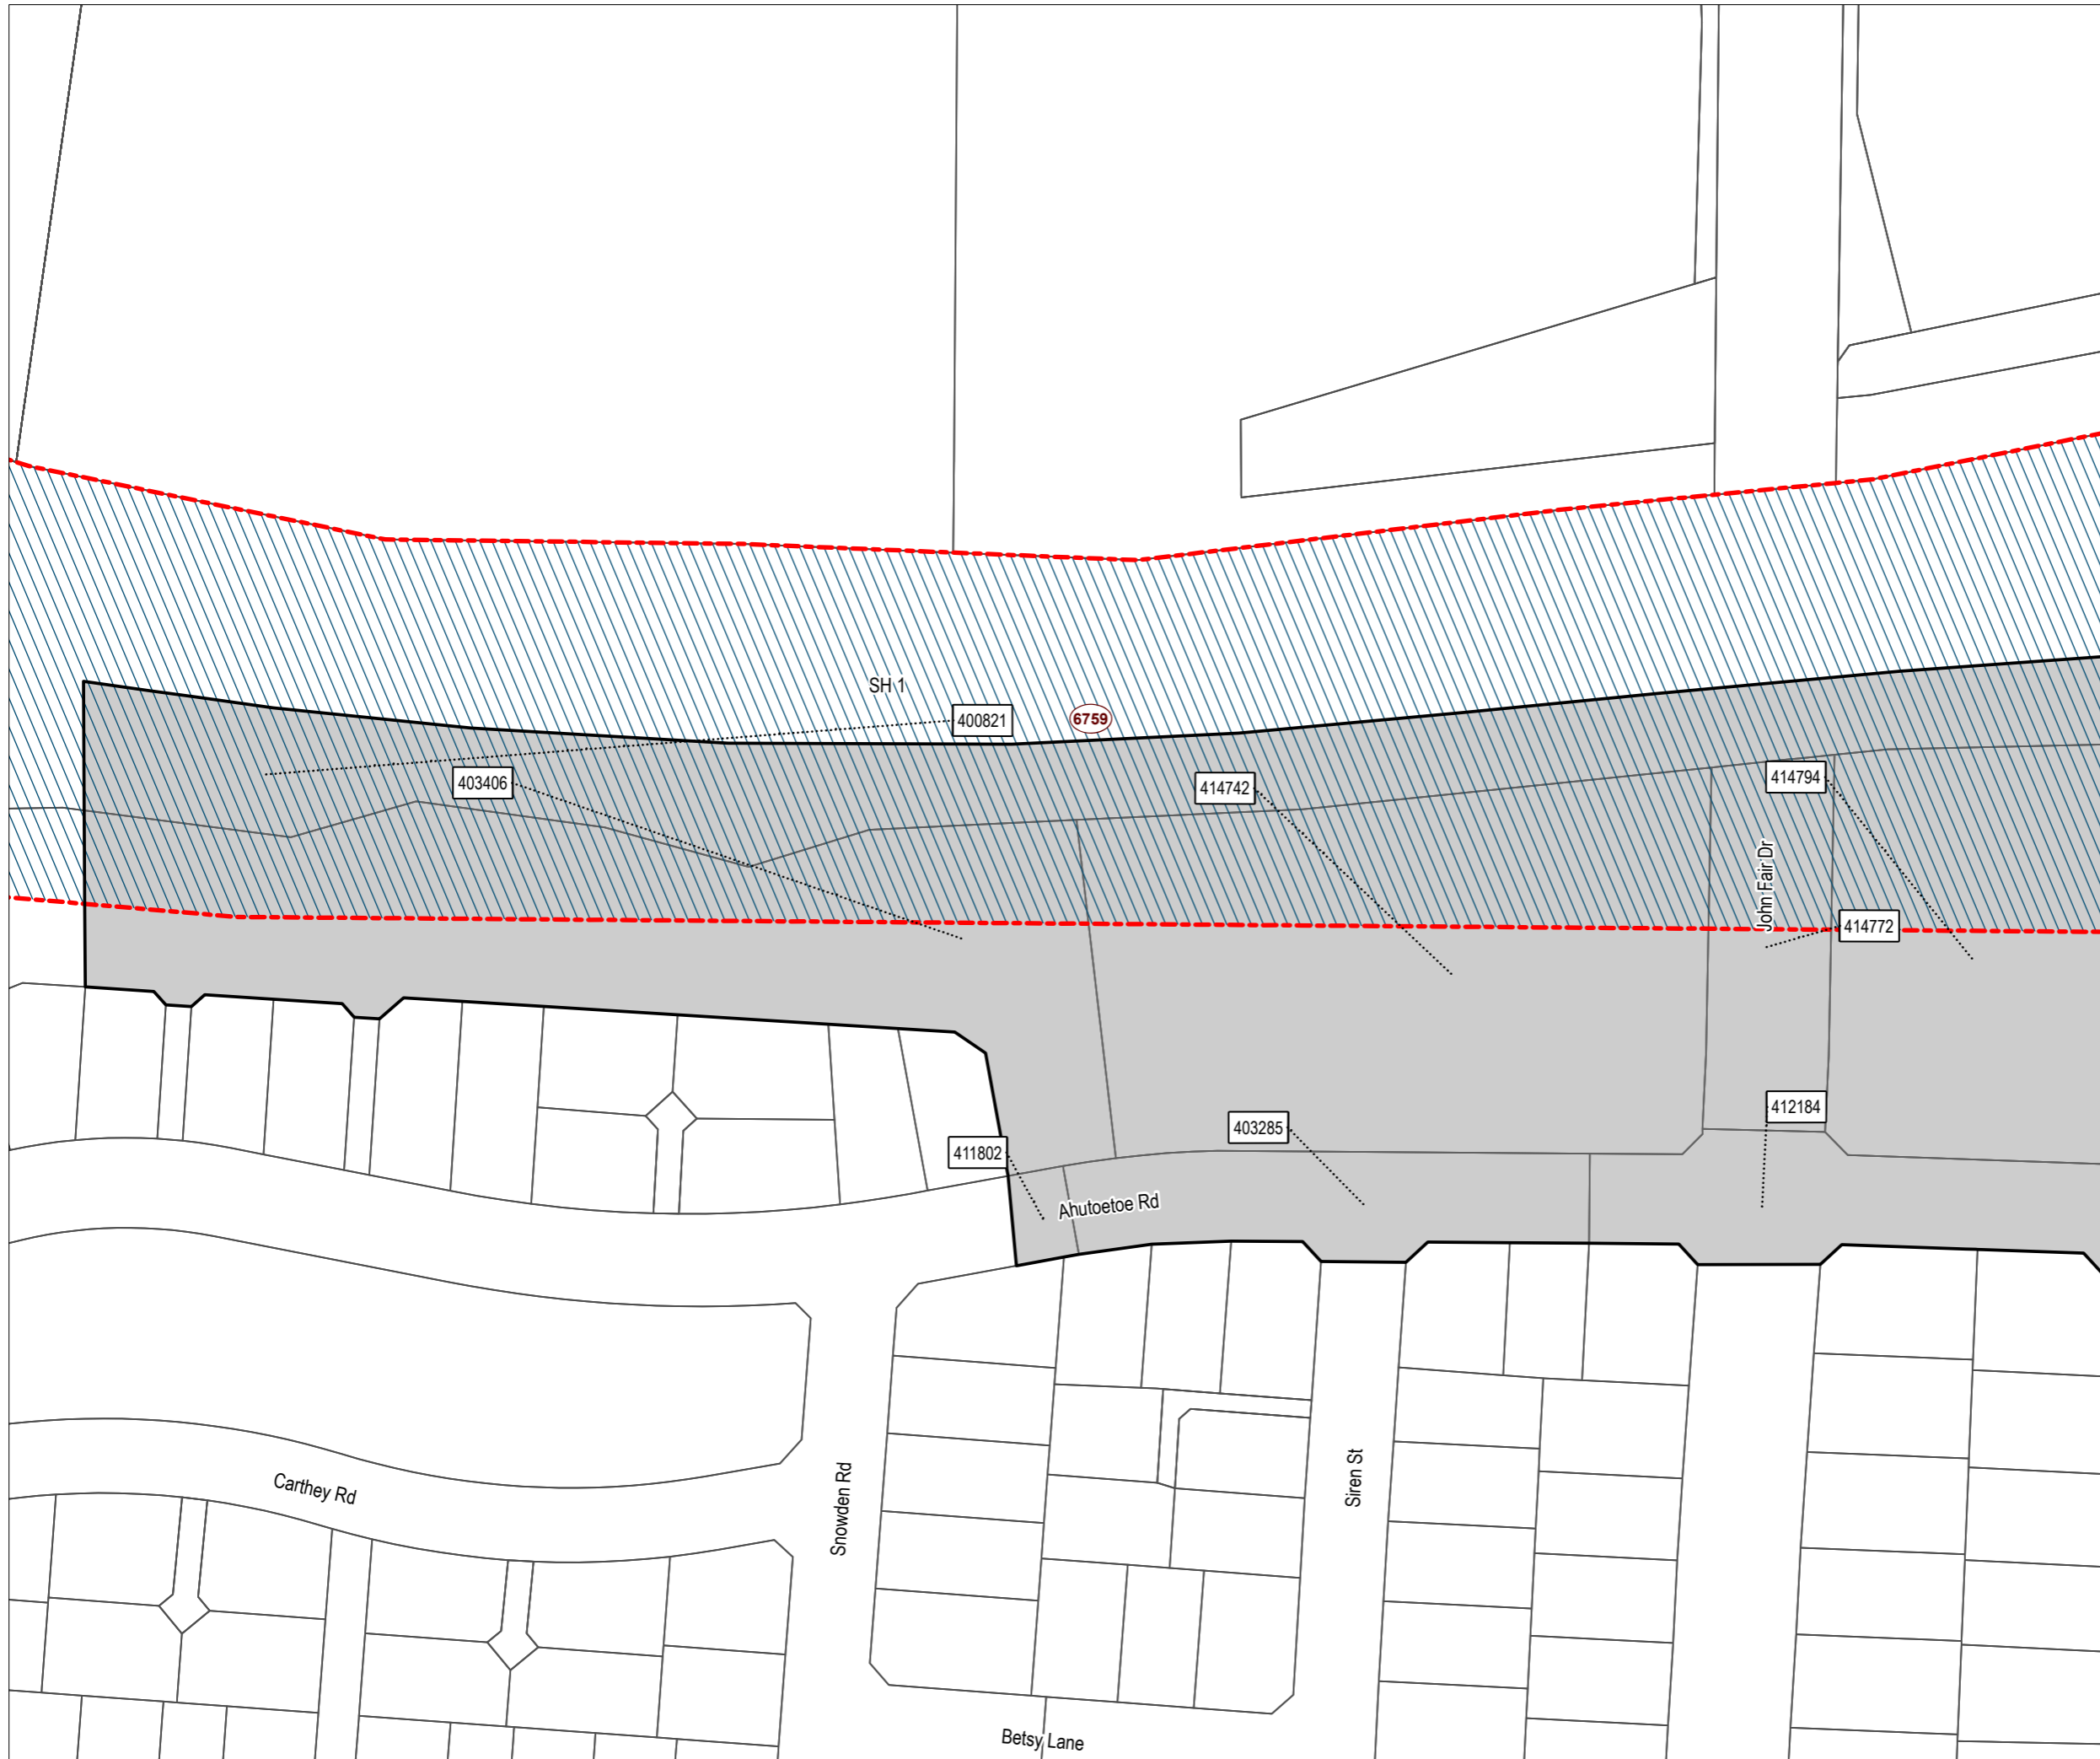 SH 1
400821
6759
403406
414742
414794
John Fair Dr
414772
412184
403285
411802
Ahutoetoe Rd
Carthey Rd
Snowden Rd
Siren St
Betsy Lane